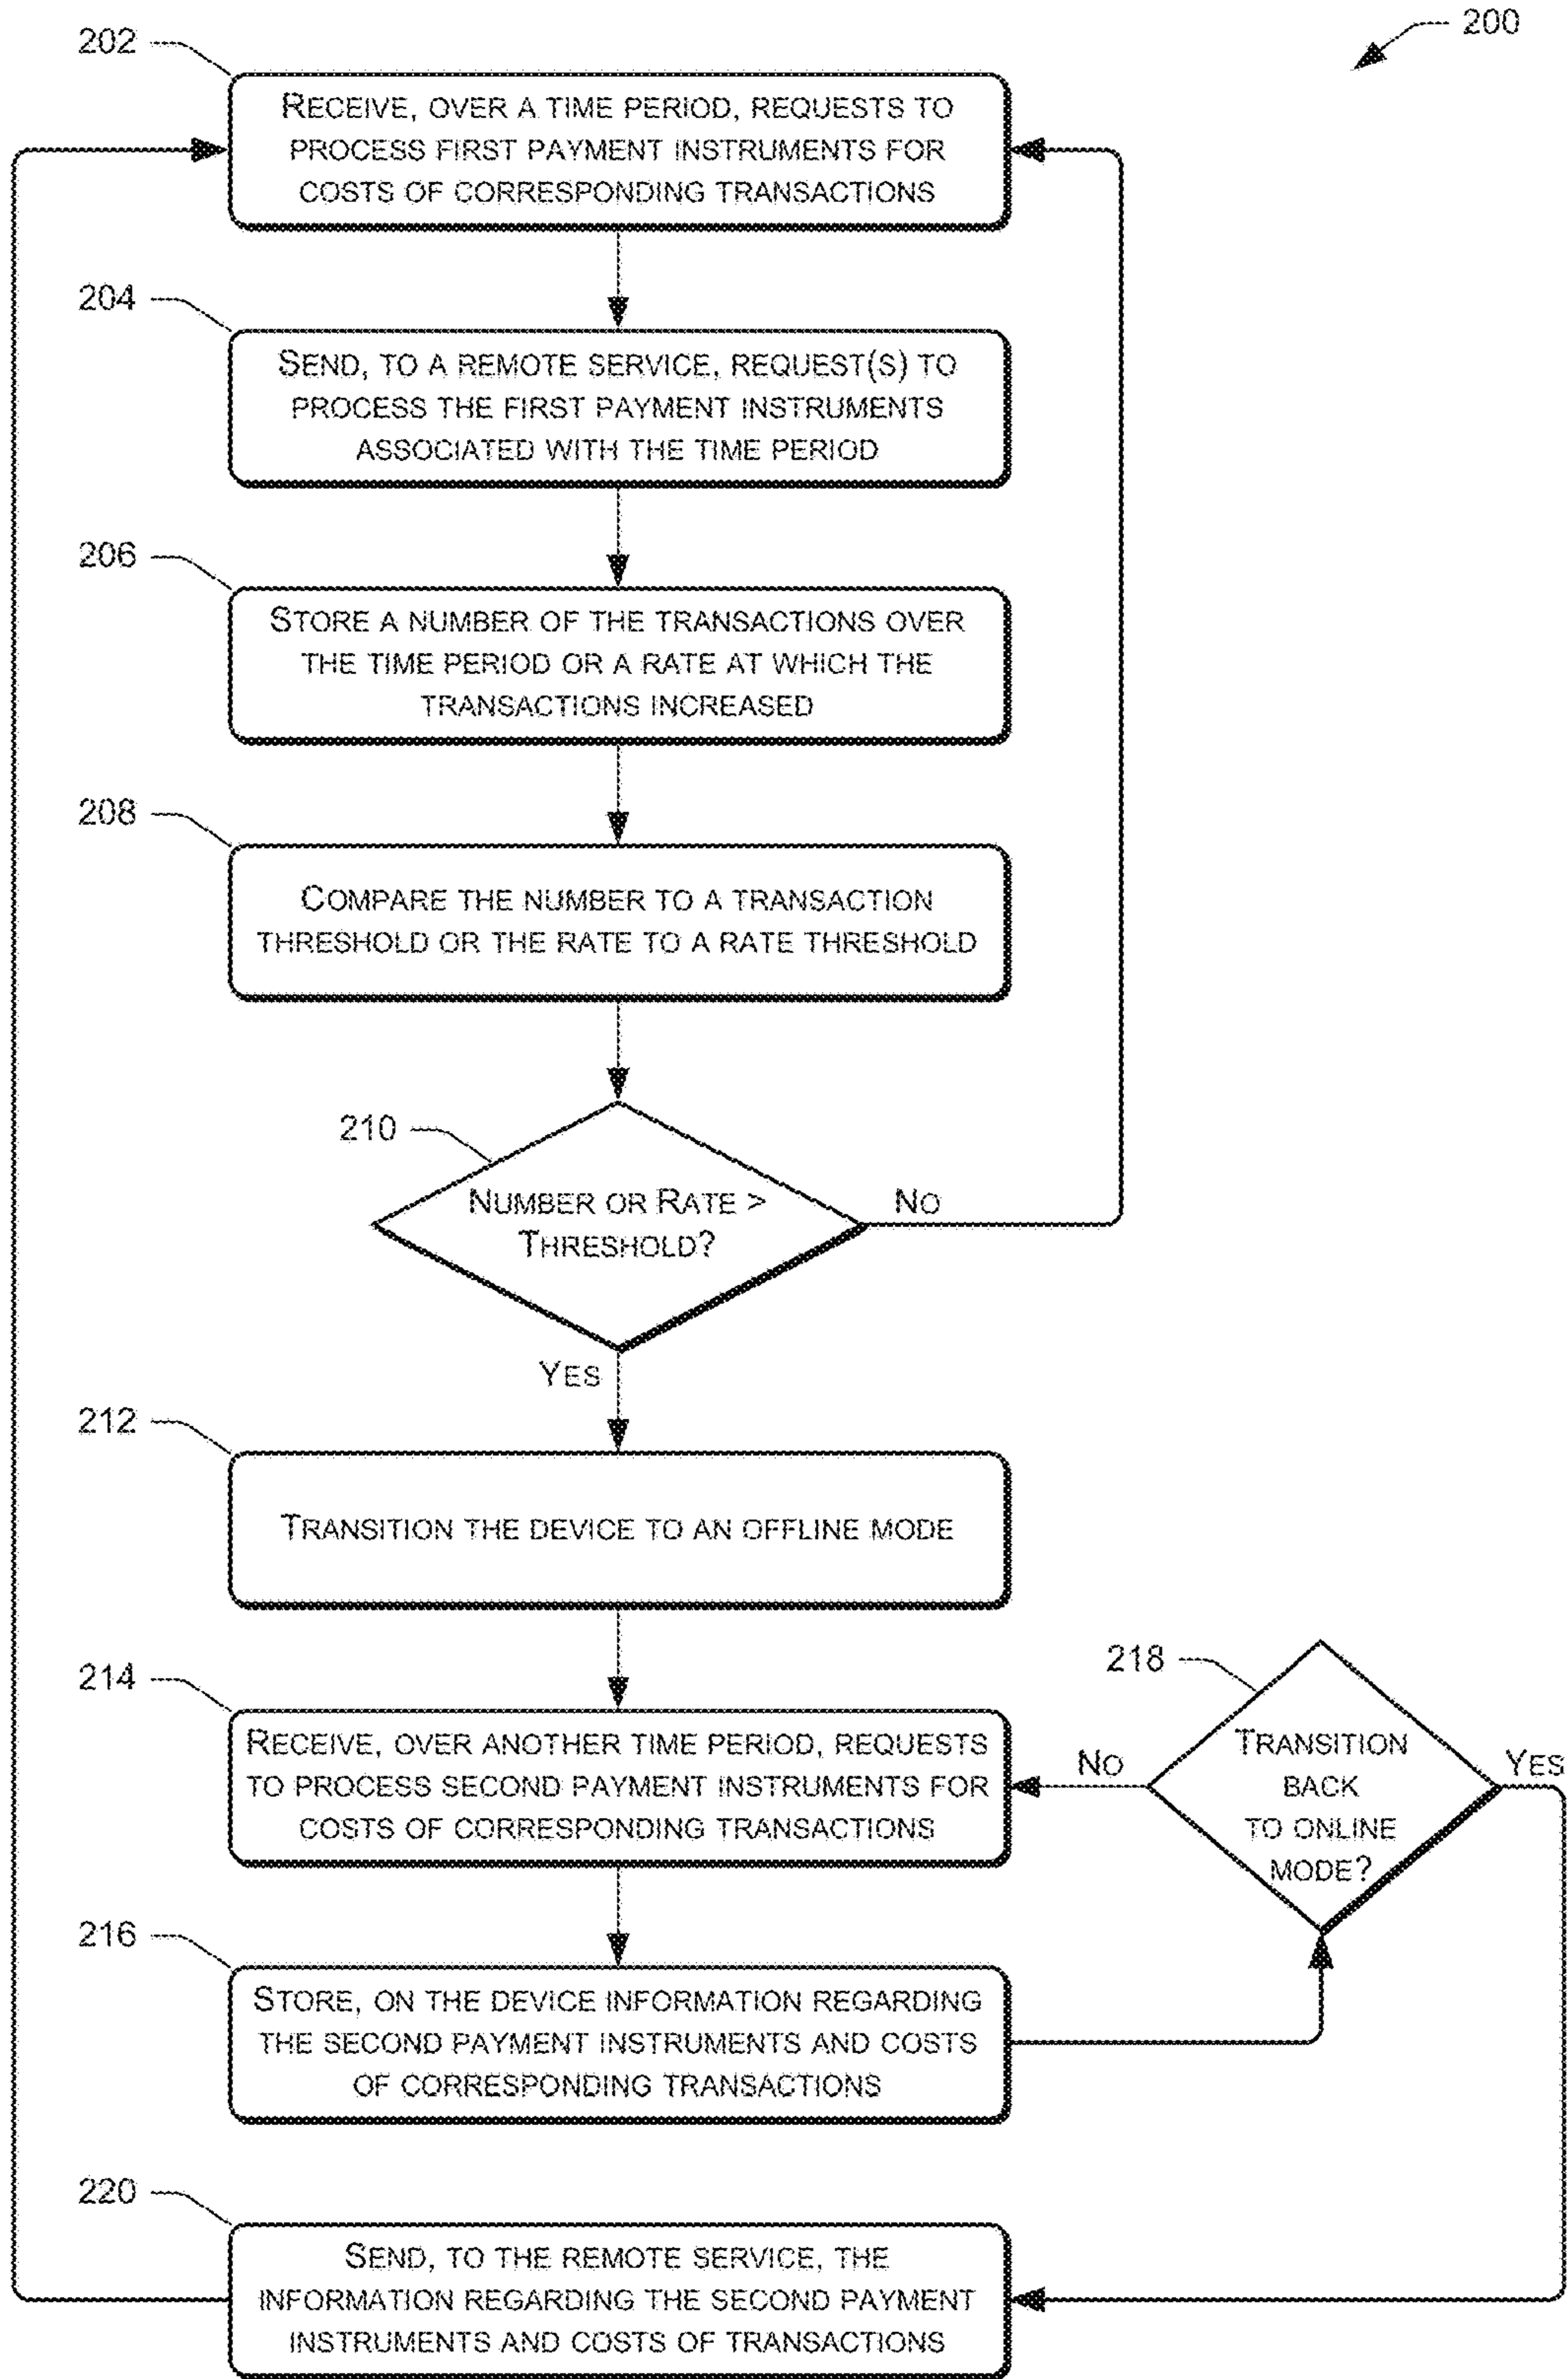 200
202
RECEIVE, OVER A TIME PERIOD, REQUESTS TO
PROCESS FIRST PAYMENT INSTRUMENTS FOR
COSTS OF CORRESPONDING TRANSACTIONS
204
SEND, TO A REMOTE SERVICE, REQUEST(S) TO
PROCESS THE FIRST PAYMENT INSTRUMENTS
ASSOCIATED WITH THE TIME PERIOD
206
STORE A NUMBER OF THE TRANSACTIONS OVER
THE TIME PERIOD OR A RATE AT WHICH THE
TRANSACTIONS INCREASED
208
COMPARE THE NUMBER TO A TRANSACTION
THRESHOLD OR THE RATE TO A RATE THRESHOLD
210
NUMBER OR RATE >
THRESHOLD?
NO
YES
212
TRANSITION THE DEVICE TO AN OFFLINE MODE
214
RECEIVE, OVER ANOTHER TIME PERIOD, REQUESTS
TO PROCESS SECOND PAYMENT INSTRUMENTS FOR
COSTS OF CORRESPONDING TRANSACTIONS
216
STORE, ON THE DEVICE INFORMATION REGARDING
THE SECOND PAYMENT INSTRUMENTS AND COSTS
OF CORRESPONDING TRANSACTIONS
218
TRANSITION
BACK
TO ONLINE
MODE?
NO
YES
220
SEND, TO THE REMOTE SERVICE, THE
INFORMATION REGARDING THE SECOND PAYMENT
INSTRUMENTS AND COSTS OF TRANSACTIONS